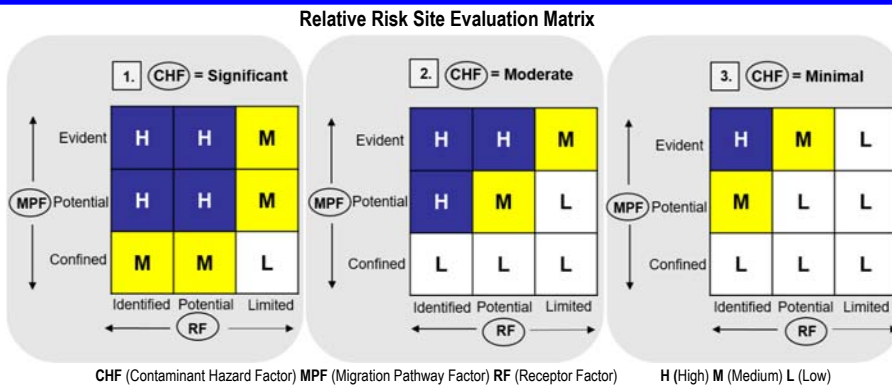 Relative Risk Site Evaluation Matrix
1. CHF = Significant
MPF
Evident H H M
Potential H H M
Confined M M L
Identified Potential Limited
RF
2. CHF = Moderate
MPF
Evident H H M
Potential H M L
Confined L L L
Identified Potential Limited
RF
3. CHF = Minimal
MPF
Evident H M L
Potential M L L
Confined L L L
Identified Potential Limited
RF
CHF (Contaminant Hazard Factor) MPF (Migration Pathway Factor) RF (Receptor Factor) H (High) M (Medium) L (Low)